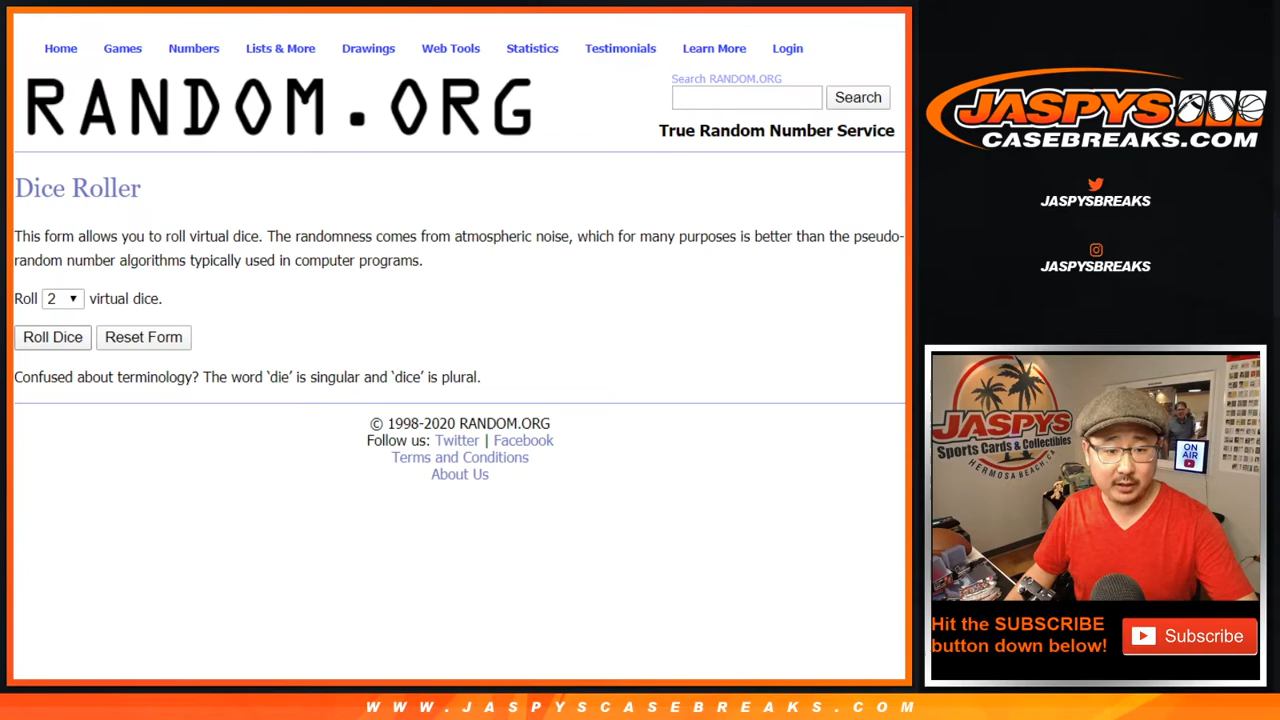 Home Games Numbers Lists & More Drawings Web Tools Statistics Testimonials Learn More Login
RANDOM.ORG
Search RANDOM.ORG
Search
True Random Number Service
Dice Roller
This form allows you to roll virtual dice. The randomness comes from atmospheric noise, which for many purposes is better than the pseudo-
random number algorithms typically used in computer programs.
Roll 2 virtual dice.
Roll Dice Reset Form
Confused about terminology? The word ‘die’ is singular and ‘dice’ is plural.
© 1998-2020 RANDOM.ORG
Follow us: Twitter | Facebook
Terms and Conditions
About Us
JASPYS
CASEBREAKS.COM
JASPYSBREAKS
JASPYSBREAKS
JASPYS
Sports Cards & Collectibles
HERMOSA BEACH, CA
ON
AIR
Hit the SUBSCRIBE
button down below!
Subscribe
WWW.JASPYSCASEBREAKS.COM